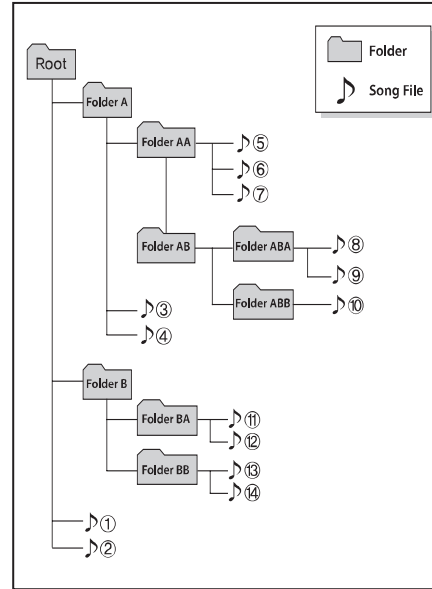 Root
Folder
Song File
Folder A
Folder AA
⑤
⑥
⑦
Folder AB
Folder ABA
⑧
⑨
Folder ABB
⑩
③
④
Folder B
Folder BA
⑪
⑫
Folder BB
⑬
⑭
①
②